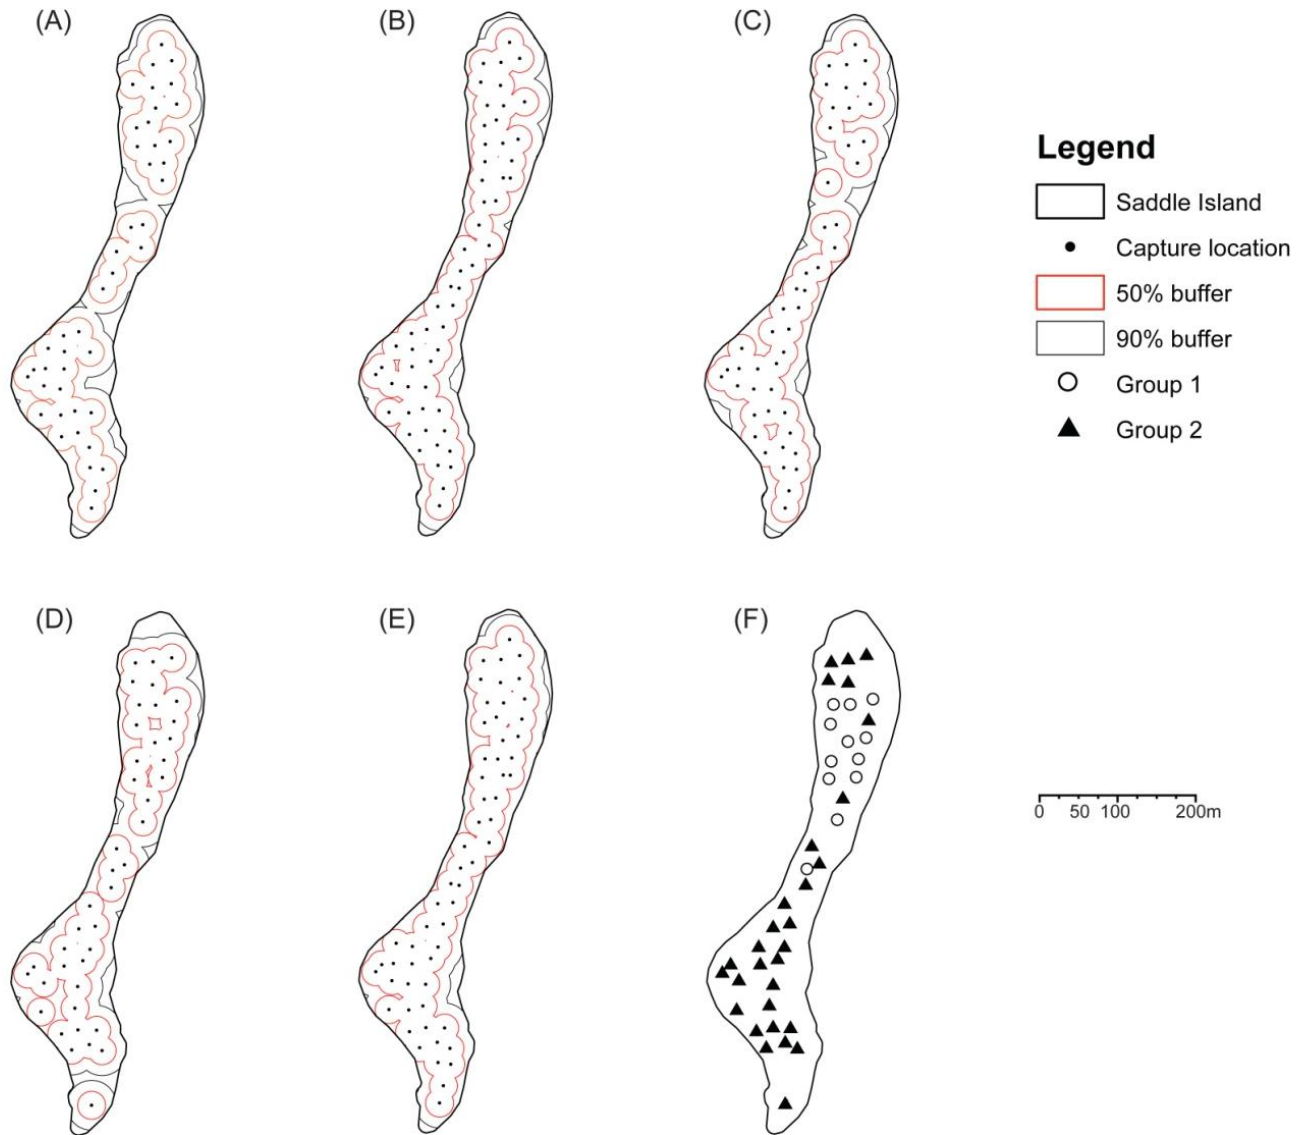 (A)
(B)
(C)
Legend
Saddle Island
Capture location
50% buffer
90% buffer
Group 1
Group 2
(D)
(E)
(F)
0 50 100 200m